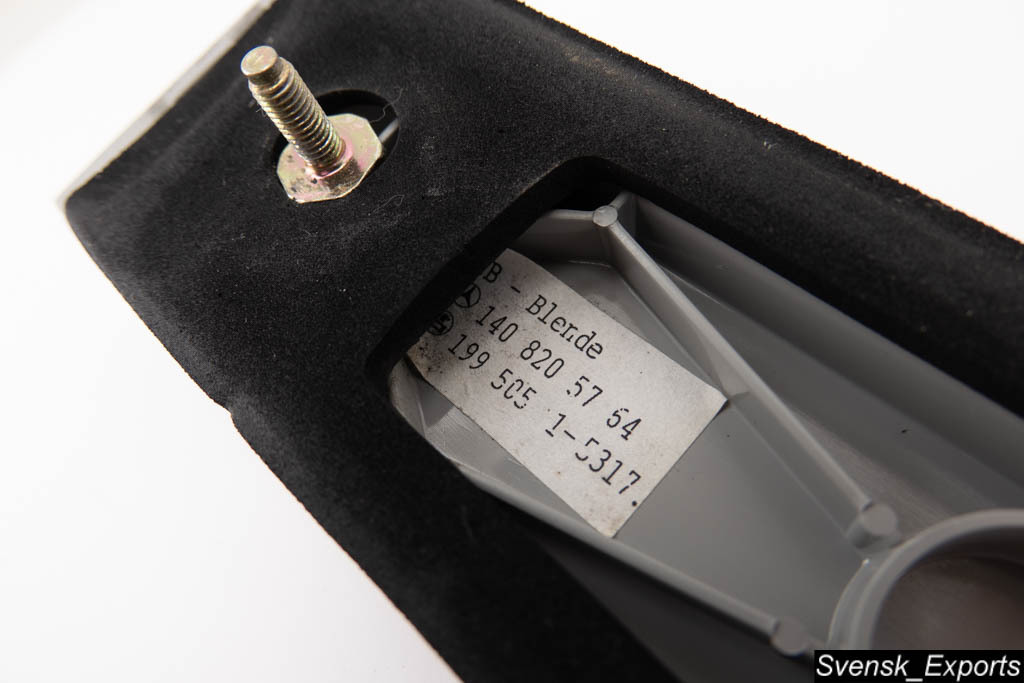 B - Blende
140 820 57 64
199 505 1-5317
Svensk_Exports